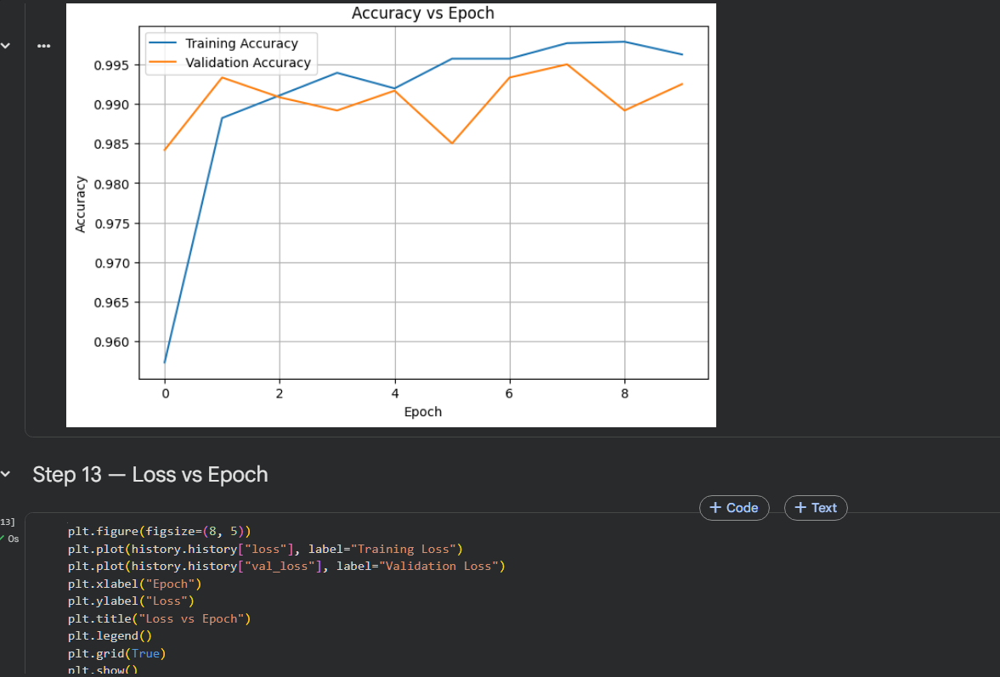 Accuracy vs Epoch
Training Accuracy
Validation Accuracy
0.995
0.990
0.985
0.980
0.975
0.970
0.965
0.960
Accuracy
0 2 4 6 8
Epoch
Step 13 — Loss vs Epoch
+ Code + Text
13]
0s
plt.figure(figsize=(8, 5))
plt.plot(history.history["loss"], label="Training Loss")
plt.plot(history.history["val_loss"], label="Validation Loss")
plt.xlabel("Epoch")
plt.ylabel("Loss")
plt.title("Loss vs Epoch")
plt.legend()
plt.grid(True)
plt.show()